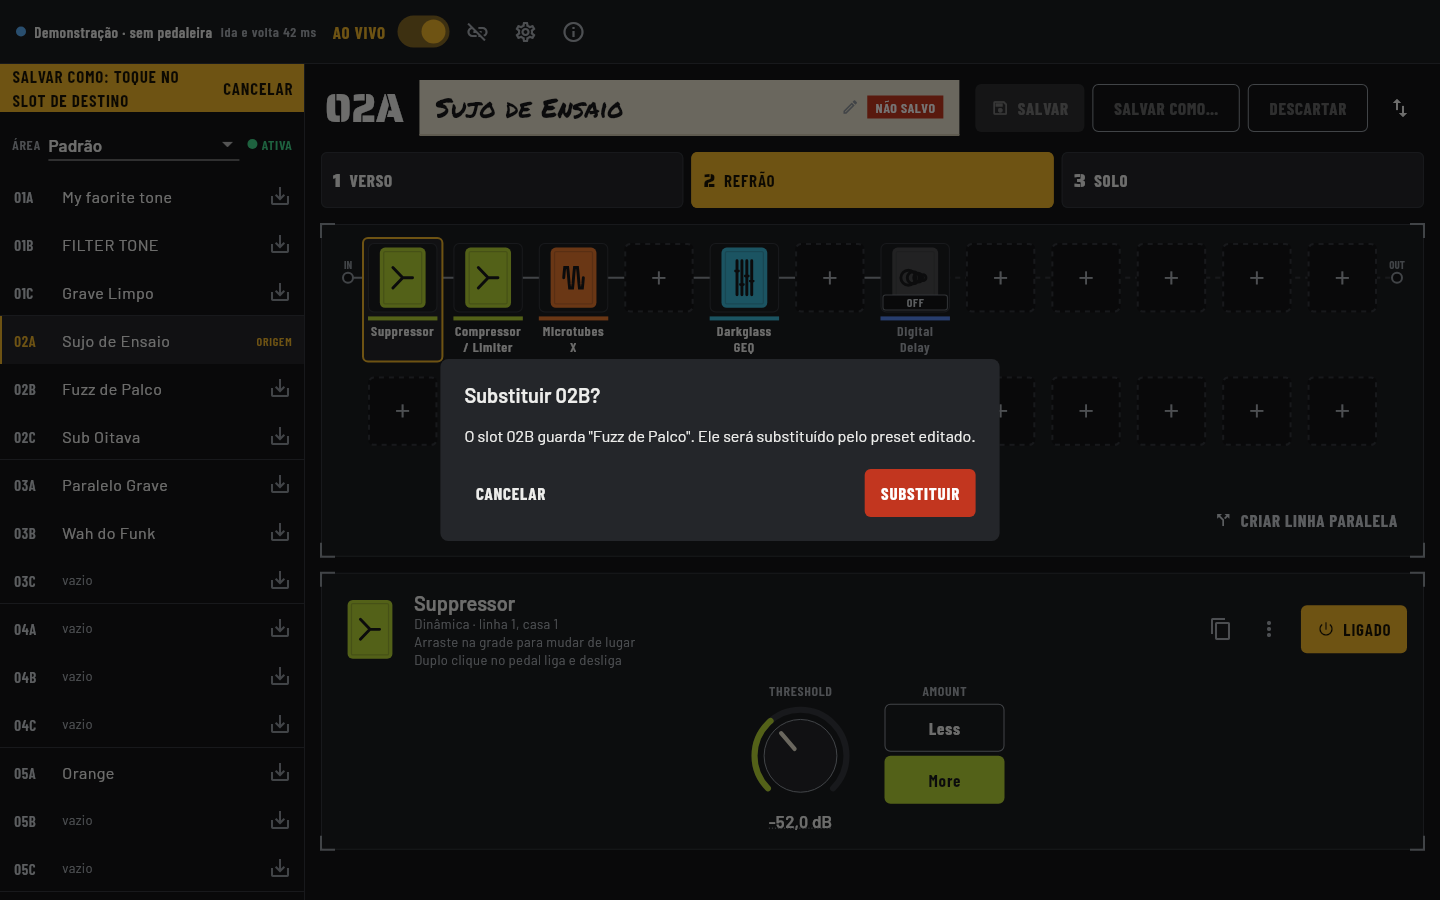 Demonstração · sem pedaleira Ida e volta 42 ms AO VIVO
SALVAR COMO: TOQUE NO
SLOT DE DESTINO
CANCELAR
ÁREA Padrão ATIVA
01A My faorite tone
01B FILTER TONE
01C Grave Limpo
02A Sujo de Ensaio ORIGEM
02B Fuzz de Palco
02C Sub Oitava
03A Paralelo Grave
03B Wah do Funk
03C vazio
04A vazio
04B vazio
04C vazio
05A Orange
05B vazio
05C vazio
02A Sujo de Ensaio NÃO SALVO SALVAR SALVAR COMO... DESCARTAR
1 VERSO 2 REFRÃO 3 SOLO
IN
OUT
OFF
Suppressor
Compressor
/ Limiter
Microtubes
X
Darkglass
GEQ
Digital
Delay
Substituir 02B?
O slot 02B guarda "Fuzz de Palco". Ele será substituído pelo preset editado.
CANCELAR SUBSTITUIR
CRIAR LINHA PARALELA
Suppressor
Dinâmica · linha 1, casa 1
Arraste na grade para mudar de lugar
Duplo clique no pedal liga e desliga
LIGADO
THRESHOLD
-52,0 dB
AMOUNT
Less
More